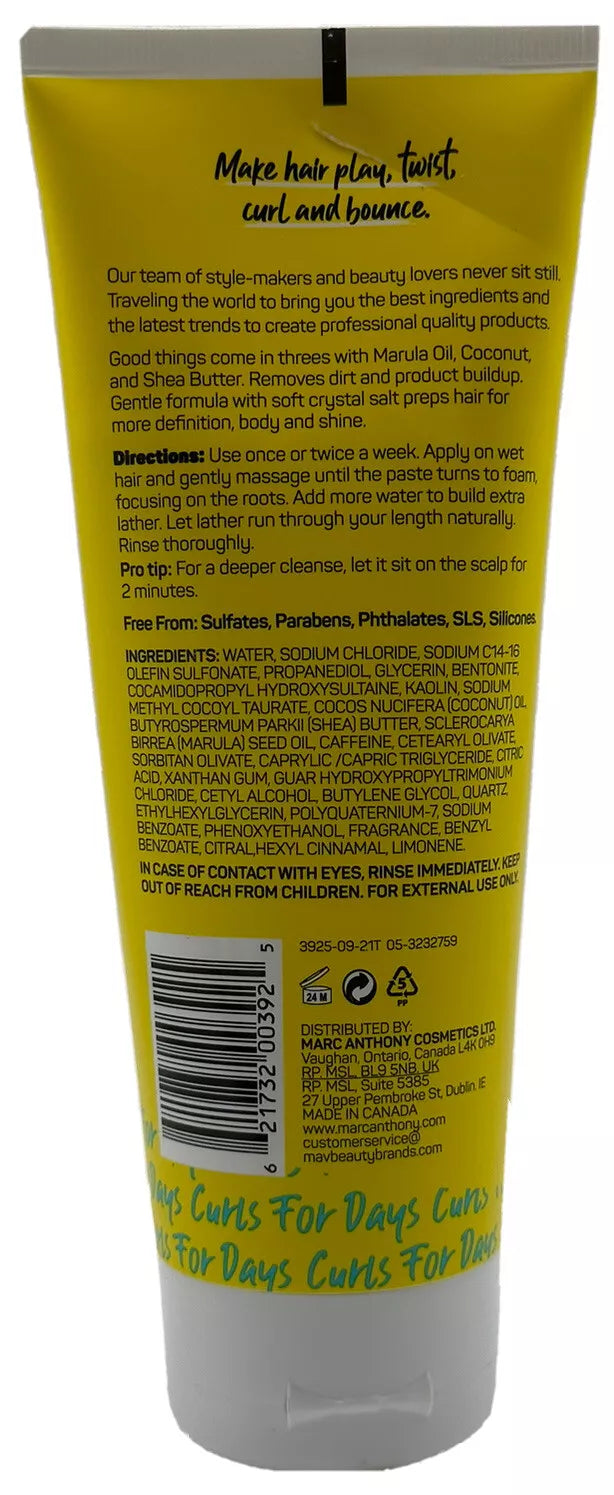 Make hair play, twist,
curl and bounce.
Our team of style-makers and beauty lovers never sit still.
Traveling the world to bring you the best ingredients and
the latest trends to create professional quality products.
Good things come in threes with Marula Oil, Coconut,
and Shea Butter. Removes dirt and product buildup.
Gentle formula with soft crystal salt preps hair for
more definition, body and shine.
Directions: Use once or twice a week. Apply on wet
hair and gently massage until the paste turns to foam,
focusing on the roots. Add more water to build extra
lather. Let lather run through your length naturally.
Rinse thoroughly.
Pro tip: For a deeper cleanse, let it sit on the scalp for
2 minutes.
Free From: Sulfates, Parabens, Phthalates, SLS, Silicones.
INGREDIENTS: WATER, SODIUM CHLORIDE, SODIUM C14-16
OLEFIN SULFONATE, PROPANEDIOL, GLYCERIN, BENTONITE,
COCAMIDOPROPYL HYDROXYSULTAINE, KAOLIN, SODIUM
METHYL COCOYL TAURATE, COCOS NUCIFERA (COCONUT) OIL,
BUTYROSPERMUM PARKII (SHEA) BUTTER, SCLEROCARYA
BIRREA (MARULA) SEED OIL, CAFFEINE, CETEARYL OLIVATE,
SORBITAN OLIVATE, CAPRYLIC /CAPRIC TRIGLYCERIDE, CITRIC
ACID, XANTHAN GUM, GUAR HYDROXYPROPYLTRIMONIUM
CHLORIDE, CETYL ALCOHOL, BUTYLENE GLYCOL, QUARTZ,
ETHYLHEXYLGLYCERIN, POLYQUATERNIUM-7, SODIUM
BENZOATE, PHENOXYETHANOL, FRAGRANCE, BENZYL
BENZOATE, CITRAL,HEXYL CINNAMAL, LIMONENE.
IN CASE OF CONTACT WITH EYES, RINSE IMMEDIATELY. KEEP
OUT OF REACH FROM CHILDREN. FOR EXTERNAL USE ONLY.
3925-09-21T 05-3232759
24 M
5
PP
6 21732 00392 5
DISTRIBUTED BY:
MARC ANTHONY COSMETICS LTD.
Vaughan, Ontario, Canada L4K 0H9
RP. MSL, BL9 5NB, UK
RP. MSL, Suite 5385
27 Upper Pembroke St, Dublin. IE
MADE IN CANADA
www.marcanthony.com
customerservice@
mavbeautybrands.com
Days Curls For Days Curls
For Days Curls For Days